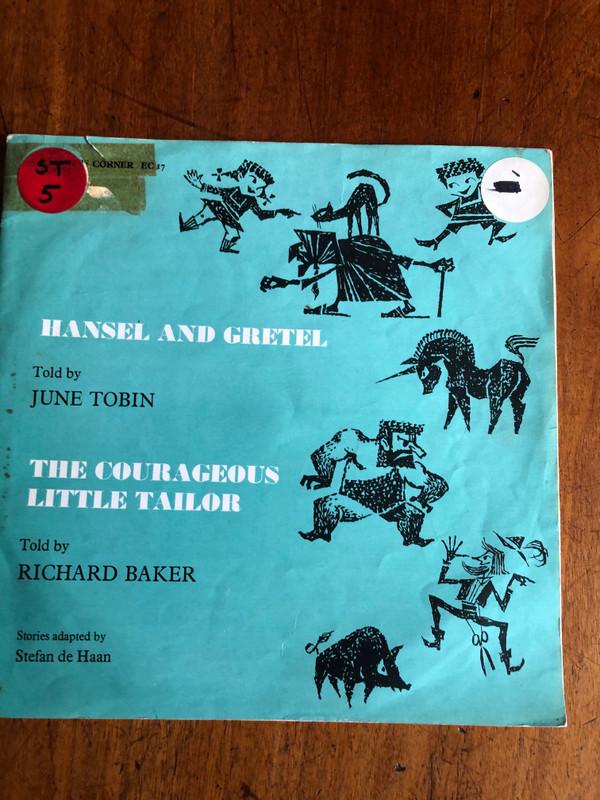 ST
5
CORNER EC17
HANSEL AND GRETEL
Told by
JUNE TOBIN
THE COURAGEOUS
LITTLE TAILOR
Told by
RICHARD BAKER
Stories adapted by
Stefan de Haan